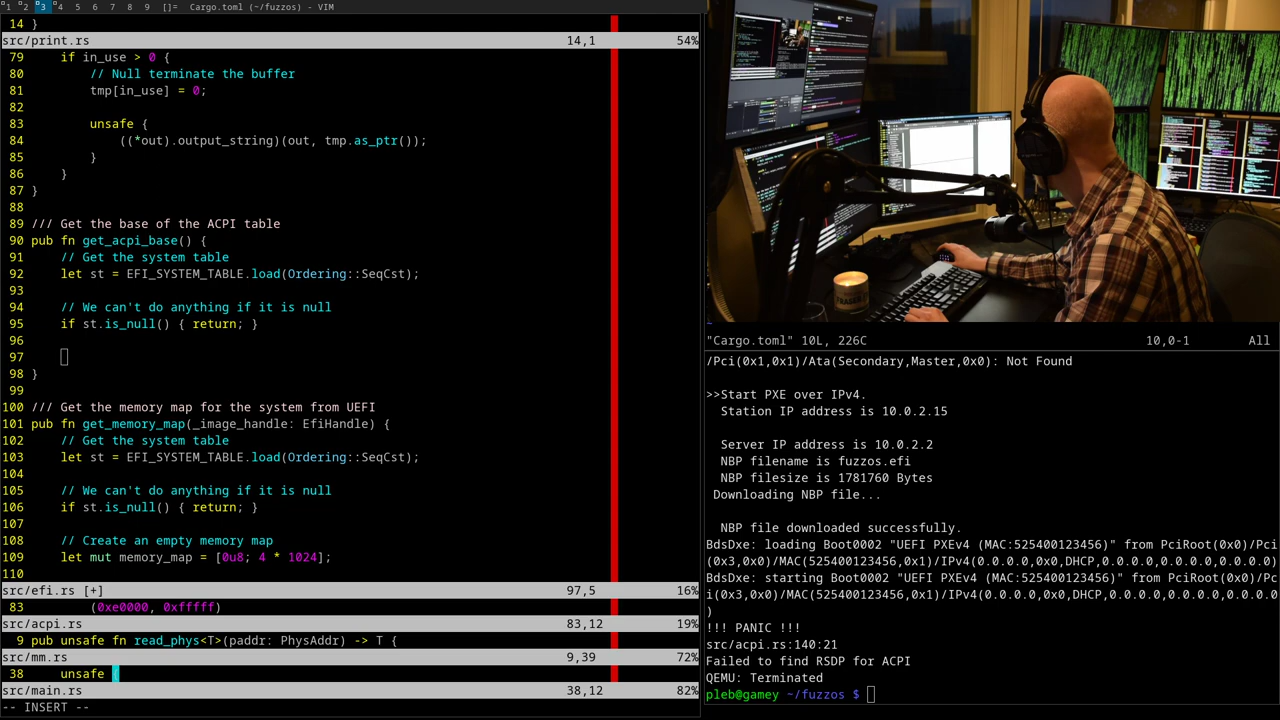 1 2 3 4 5 6 7 8 9 []= Cargo.toml (~/fuzzos) - VIM
14 }
src/print.rs 14,1 54%
79 if in_use > 0 {
80 // Null terminate the buffer
81 tmp[in_use] = 0;
82
83 unsafe {
84 ((*out).output_string)(out, tmp.as_ptr());
85 }
86 }
87 }
88
89 /// Get the base of the ACPI table
90 pub fn get_acpi_base() {
91 // Get the system table
92 let st = EFI_SYSTEM_TABLE.load(Ordering::SeqCst);
93
94 // We can't do anything if it is null
95 if st.is_null() { return; }
96
97
98 }
99
100 /// Get the memory map for the system from UEFI
101 pub fn get_memory_map(_image_handle: EfiHandle) {
102 // Get the system table
103 let st = EFI_SYSTEM_TABLE.load(Ordering::SeqCst);
104
105 // We can't do anything if it is null
106 if st.is_null() { return; }
107
108 // Create an empty memory map
109 let mut memory_map = [0u8; 4 * 1024];
110
src/efi.rs [+] 97,5 16%
83 (0xe0000, 0xfffff)
src/acpi.rs 83,12 19%
9 pub unsafe fn read_phys<T>(paddr: PhysAddr) -> T {
src/mm.rs 9,39 72%
38 unsafe {
src/main.rs 38,12 82%
-- INSERT --
~
"Cargo.toml" 10L, 226C 10,0-1 All
/Pci(0x1,0x1)/Ata(Secondary,Master,0x0): Not Found
>>Start PXE over IPv4.
Station IP address is 10.0.2.15
Server IP address is 10.0.2.2
NBP filename is fuzzos.efi
NBP filesize is 1781760 Bytes
Downloading NBP file...
NBP file downloaded successfully.
BdsDxe: loading Boot0002 "UEFI PXEv4 (MAC:525400123456)" from PciRoot(0x0)/Pci
(0x3,0x0)/MAC(525400123456,0x1)/IPv4(0.0.0.0,0x0,DHCP,0.0.0.0,0.0.0.0,0.0.0.0)
BdsDxe: starting Boot0002 "UEFI PXEv4 (MAC:525400123456)" from PciRoot(0x0)/Pc
i(0x3,0x0)/MAC(525400123456,0x1)/IPv4(0.0.0.0,0x0,DHCP,0.0.0.0,0.0.0.0,0.0.0.0
)
!!! PANIC !!!
src/acpi.rs:140:21
Failed to find RSDP for ACPI
QEMU: Terminated
pleb@gamey ~/fuzzos $